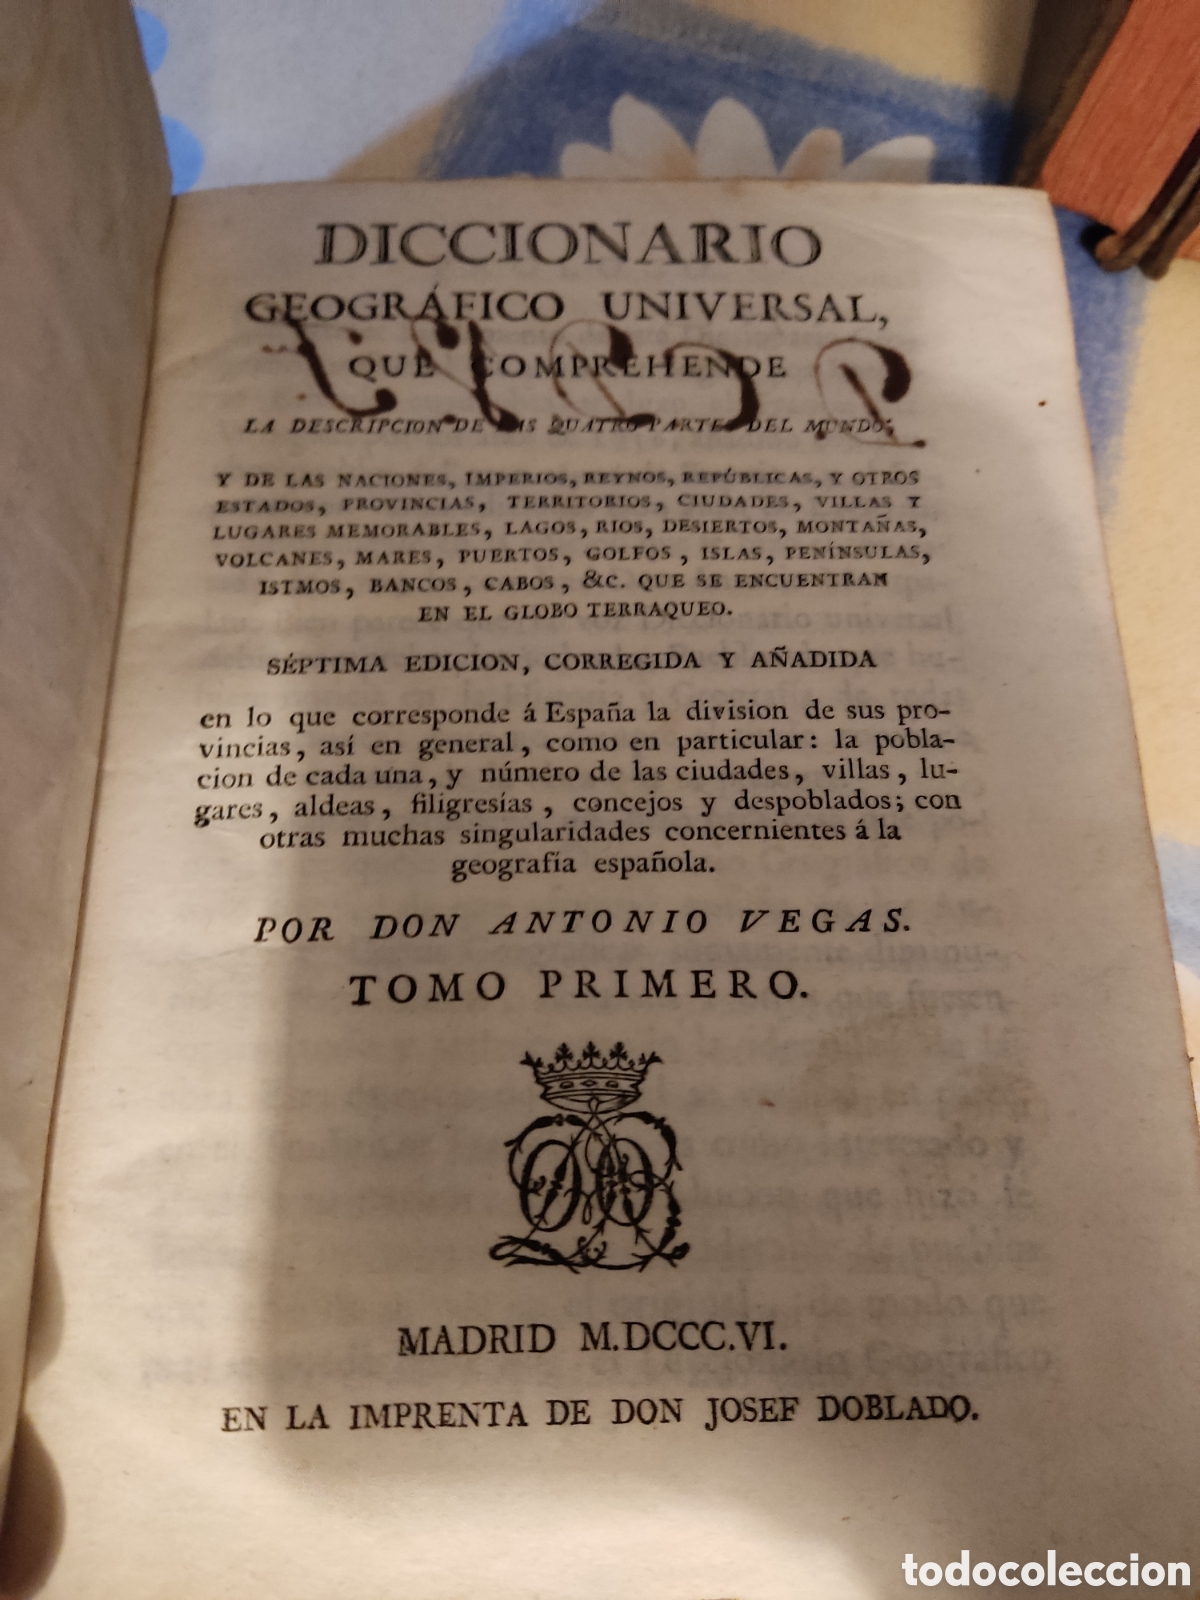 DICCIONARIO
GEOGRÁFICO UNIVERSAL,
QUE COMPREHENDE
LA DESCRIPCION DE LAS QUATRO PARTES DEL MUNDO,
Y DE LAS NACIONES, IMPERIOS, REYNOS, REPÚBLICAS, Y OTROS
ESTADOS, PROVINCIAS, TERRITORIOS, CIUDADES, VILLAS Y
LUGARES MEMORABLES, LAGOS, RIOS, DESIERTOS, MONTAÑAS,
VOLCANES, MARES, PUERTOS, GOLFOS, ISLAS, PENÍNSULAS,
ISTMOS, BANCOS, CABOS, &C. QUE SE ENCUENTRAN
EN EL GLOBO TERRAQUEO.
SÉPTIMA EDICION, CORREGIDA Y AÑADIDA
en lo que corresponde á España la division de sus pro-
vincias, así en general, como en particular: la pobla-
cion de cada una, y número de las ciudades, villas, lu-
gares, aldeas, filigresías, concejos y despoblados; con
otras muchas singularidades concernientes á la
geografía española.
POR DON ANTONIO VEGAS.
TOMO PRIMERO.
MADRID M.DCCC.VI.
EN LA IMPRENTA DE DON JOSEF DOBLADO.
todocoleccion